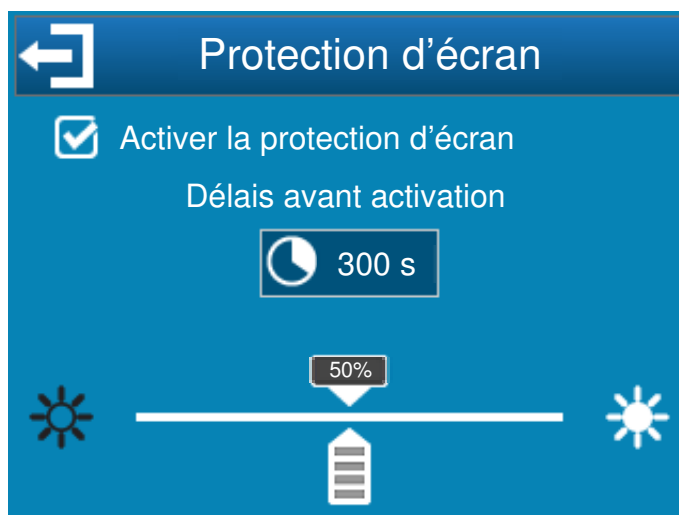 Protection d’écran
Activer la protection d’écran
Délais avant activation
300 s
50%